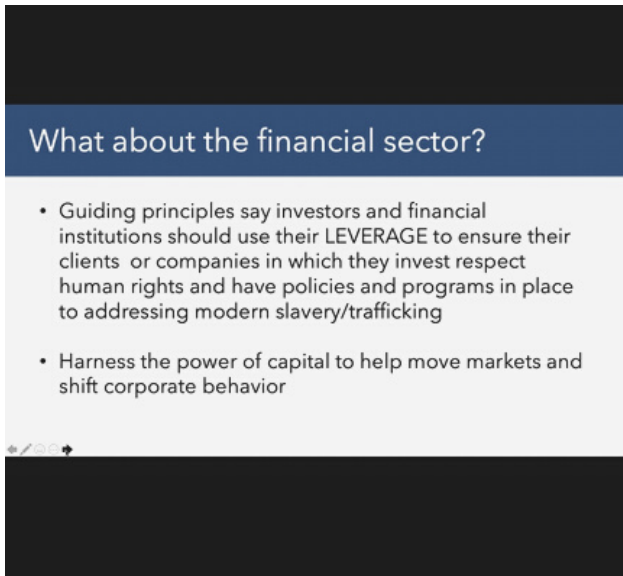 What about the financial sector?
• Guiding principles say investors and financial
institutions should use their LEVERAGE to ensure their
clients or companies in which they invest respect
human rights and have policies and programs in place
to addressing modern slavery/trafficking
• Harness the power of capital to help move markets and
shift corporate behavior